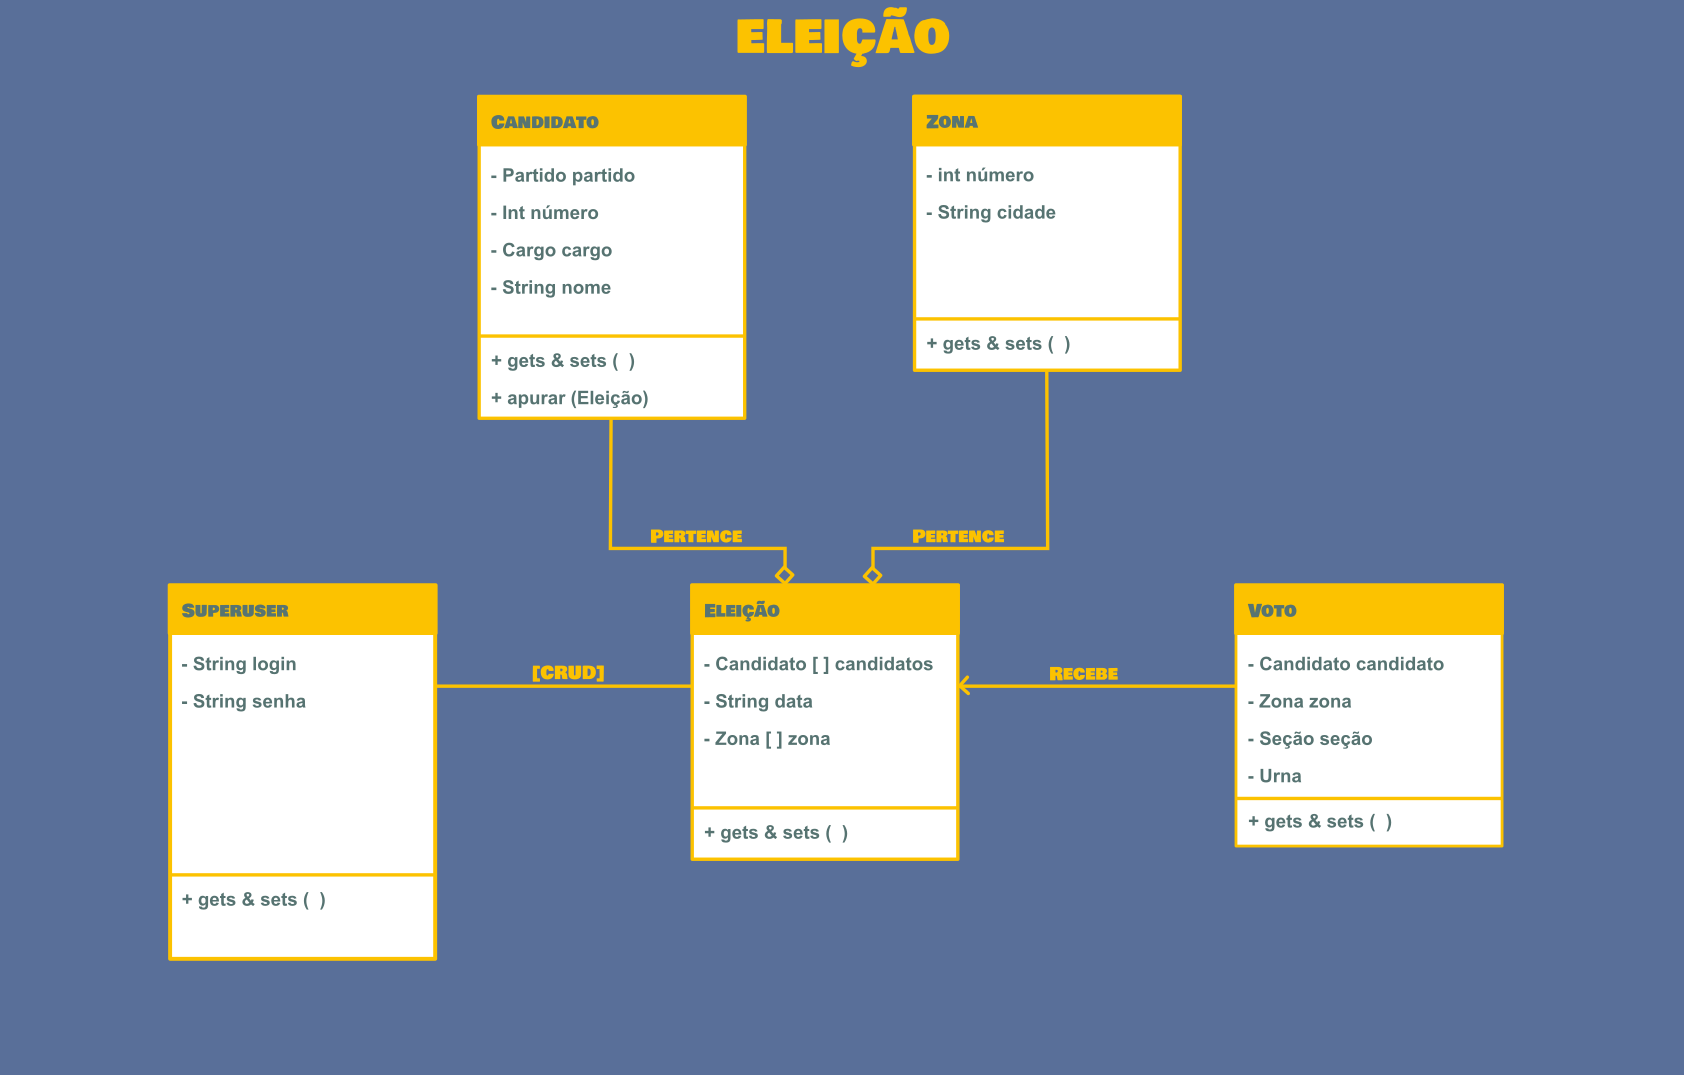 ELEIÇÃO
Candidato
- Partido partido
- Int número
- Cargo cargo
- String nome
+ gets & sets (  )
+ apurar (Eleição)
Zona
- int número
- String cidade
+ gets & sets (  )
Pertence
Pertence
Superuser
- String login
- String senha
+ gets & sets (  )
[CRUD]
Eleição
- Candidato [ ] candidatos
- String data
- Zona [ ] zona
+ gets & sets (  )
Recebe
Voto
- Candidato candidato
- Zona zona
- Seção seção
- Urna
+ gets & sets (  )